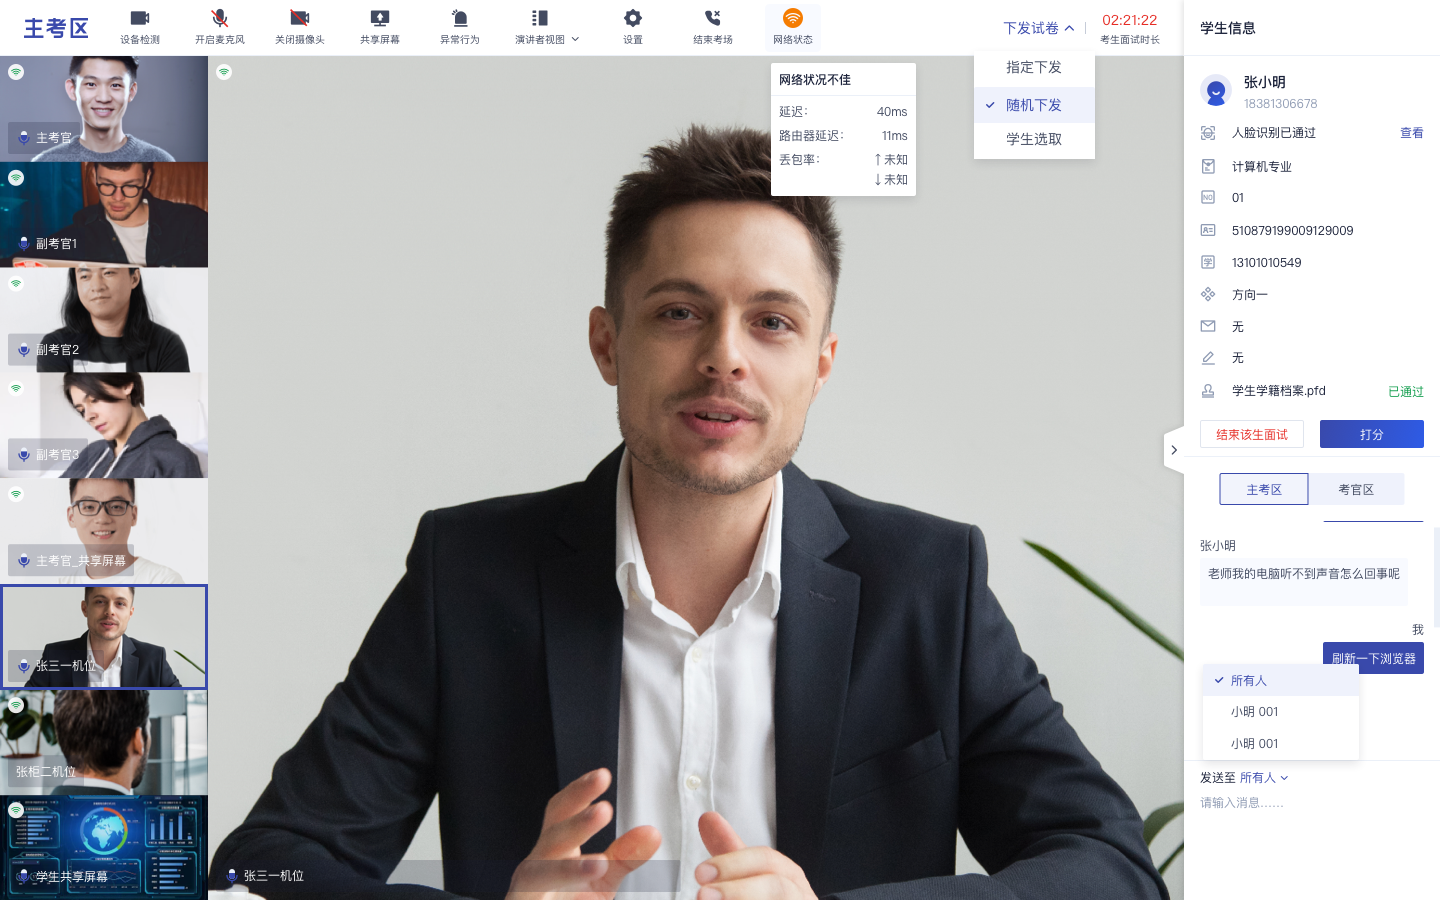 主考区
设备检测
开启麦克风
关闭摄像头
共享屏幕
异常行为
演讲者视图
设置
结束考场
网络状态
下发试卷
02:21:22
考生面试时长
指定下发
随机下发
学生选取
网络状况不佳
延迟： 40ms
路由器延迟： 11ms
丢包率： ↑未知
↓未知
主考官
副考官1
副考官2
副考官3
主考官_共享屏幕
张三一机位
张柜二机位
学生共享屏幕
张三一机位
学生信息
张小明
18381306678
人脸识别已通过 查看
计算机专业
NO 01
510879199009129009
学 13101010549
方向一
无
无
学生学籍档案.pfd 已通过
结束该生面试 打分
主考区 考官区
张小明
老师我的电脑听不到声音怎么回事呢
我
刷新一下浏览器
所有人
小明 001
小明 001
发送至 所有人
请输入消息……